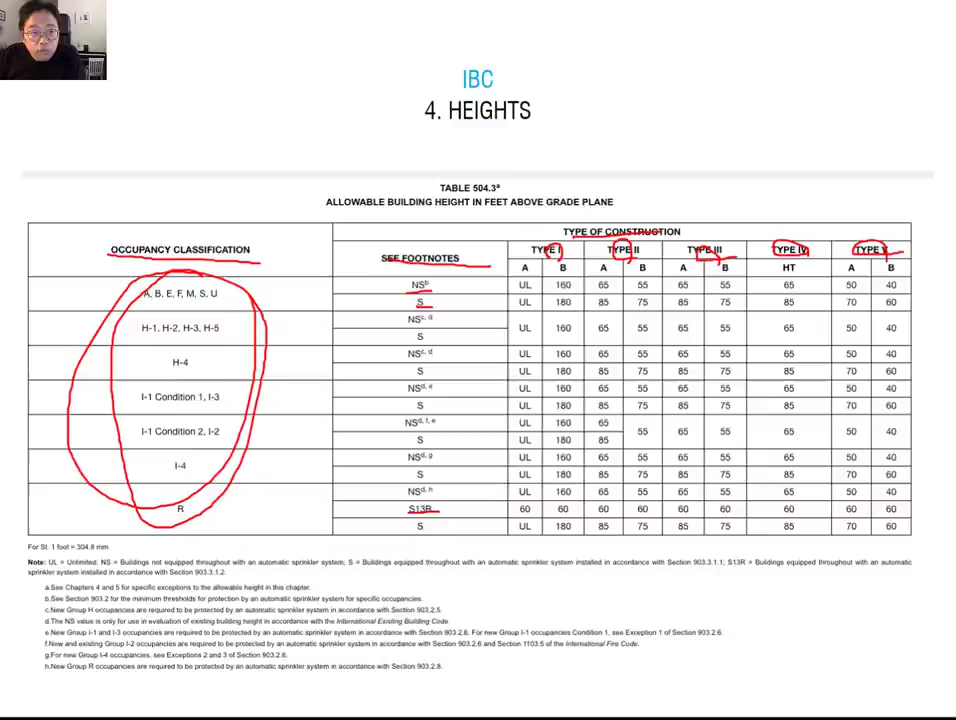 IBC
4. HEIGHTS
TABLE 504.3a
ALLOWABLE BUILDING HEIGHT IN FEET ABOVE GRADE PLANE
OCCUPANCY CLASSIFICATION
TYPE OF CONSTRUCTION
SEE FOOTNOTES TYPE I TYPE II TYPE III TYPE IV TYPE V
A B A B A B HT A B
A, B, E, F, M, S, U
NSb UL 160 65 55 65 55 65 50 40
S UL 180 85 75 85 75 85 70 60
H-1, H-2, H-3, H-5
NSc, d
S
UL 160 65 55 65 55 65 50 40
H-4
NSc, d UL 160 65 55 65 55 65 50 40
S UL 180 85 75 85 75 85 70 60
I-1 Condition 1, I-3
NSd, e UL 160 65 55 65 55 65 50 40
S UL 180 85 75 85 75 85 70 60
I-1 Condition 2, I-2
NSd, f, e UL 160 65
S UL 180 85
55 65 55 65 50 40
I-4
NSd, g UL 160 65 55 65 55 65 50 40
S UL 180 85 75 85 75 85 70 60
R
NSd, h UL 160 65 55 65 55 65 50 40
S13R 60 60 60 60 60 60 60 60 60
S UL 180 85 75 85 75 85 70 60
For SI: 1 foot = 304.8 mm.
Note: UL = Unlimited; NS = Buildings not equipped throughout with an automatic sprinkler system; S = Buildings equipped throughout with an automatic sprinkler system installed in accordance with Section 903.3.1.1; S13R = Buildings equipped throughout with an automatic
sprinkler system installed in accordance with Section 903.3.1.2.
a.See Chapters 4 and 5 for specific exceptions to the allowable height in this chapter.
b.See Section 903.2 for the minimum thresholds for protection by an automatic sprinkler system for specific occupancies.
c.New Group H occupancies are required to be protected by an automatic sprinkler system in accordance with Section 903.2.5.
d.The NS value is only for use in evaluation of existing building height in accordance with the International Existing Building Code.
e.New Group I-1 and I-3 occupancies are required to be protected by an automatic sprinkler system in accordance with Section 903.2.6. For new Group I-1 occupancies Condition 1, see Exception 1 of Section 903.2.6.
f.New and existing Group I-2 occupancies are required to be protected by an automatic sprinkler system in accordance with Section 903.2.6 and Section 1103.5 of the International Fire Code.
g.For new Group I-4 occupancies, see Exceptions 2 and 3 of Section 903.2.6.
h.New Group R occupancies are required to be protected by an automatic sprinkler system in accordance with Section 903.2.8.